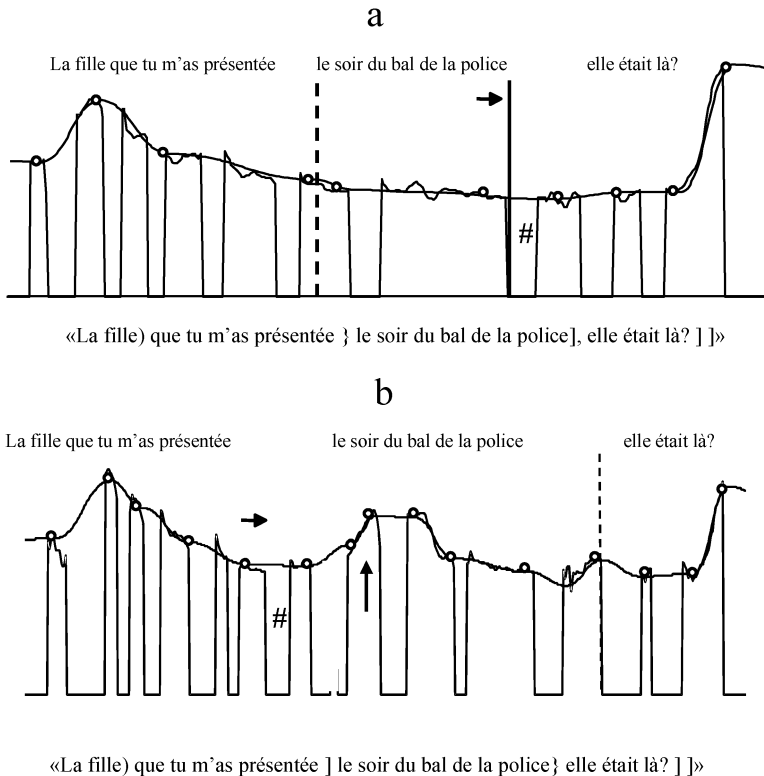 a
La fille que tu m'as présentée le soir du bal de la police elle était là?
#
«La fille) que tu m'as présentée } le soir du bal de la police], elle était là? ] ]»
b
La fille que tu m'as présentée le soir du bal de la police elle était là?
#
«La fille) que tu m'as présentée ] le soir du bal de la police} elle était là? ] ]»